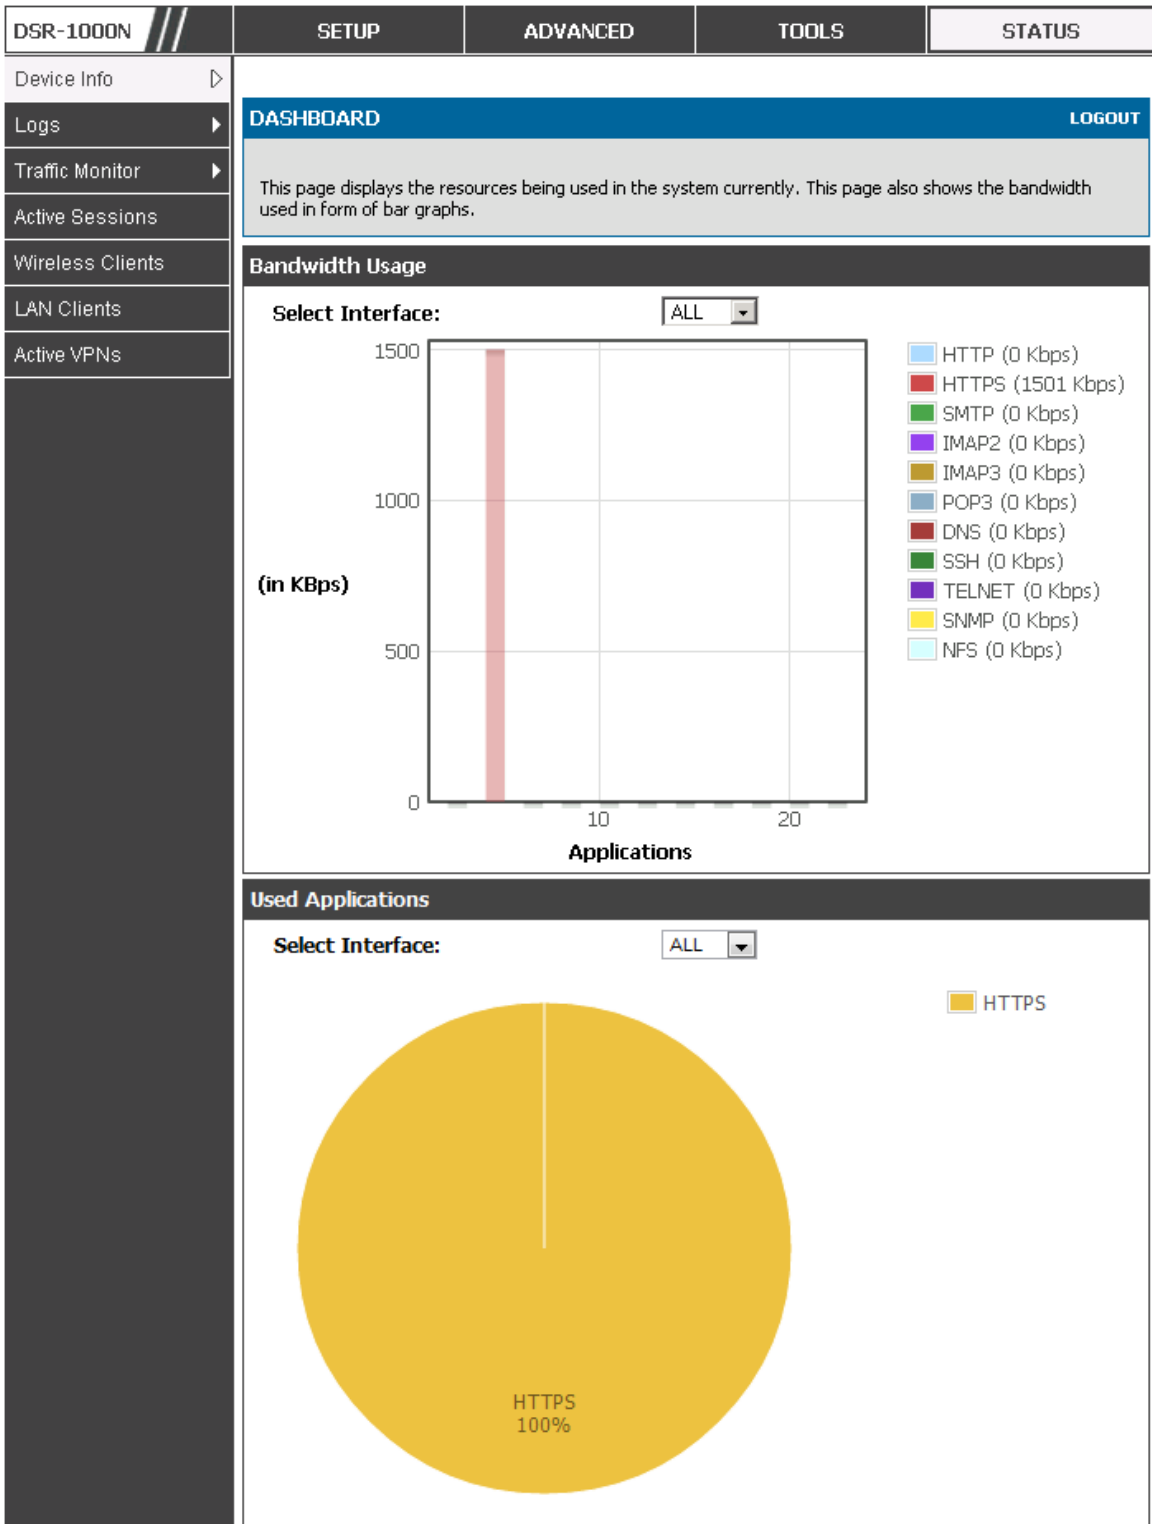 DSR-1000N
SETUP
ADVANCED
TOOLS
STATUS
Device Info
Logs
Traffic Monitor
Active Sessions
Wireless Clients
LAN Clients
Active VPNs
DASHBOARD
LOGOUT
This page displays the resources being used in the system currently. This page also shows the bandwidth
used in form of bar graphs.
Bandwidth Usage
Select Interface:
ALL
1500
1000
500
0
(in KBps)
10
20
Applications
HTTP (0 Kbps)
HTTPS (1501 Kbps)
SMTP (0 Kbps)
IMAP2 (0 Kbps)
IMAP3 (0 Kbps)
POP3 (0 Kbps)
DNS (0 Kbps)
SSH (0 Kbps)
TELNET (0 Kbps)
SNMP (0 Kbps)
NFS (0 Kbps)
Used Applications
Select Interface:
ALL
HTTPS
HTTPS
100%